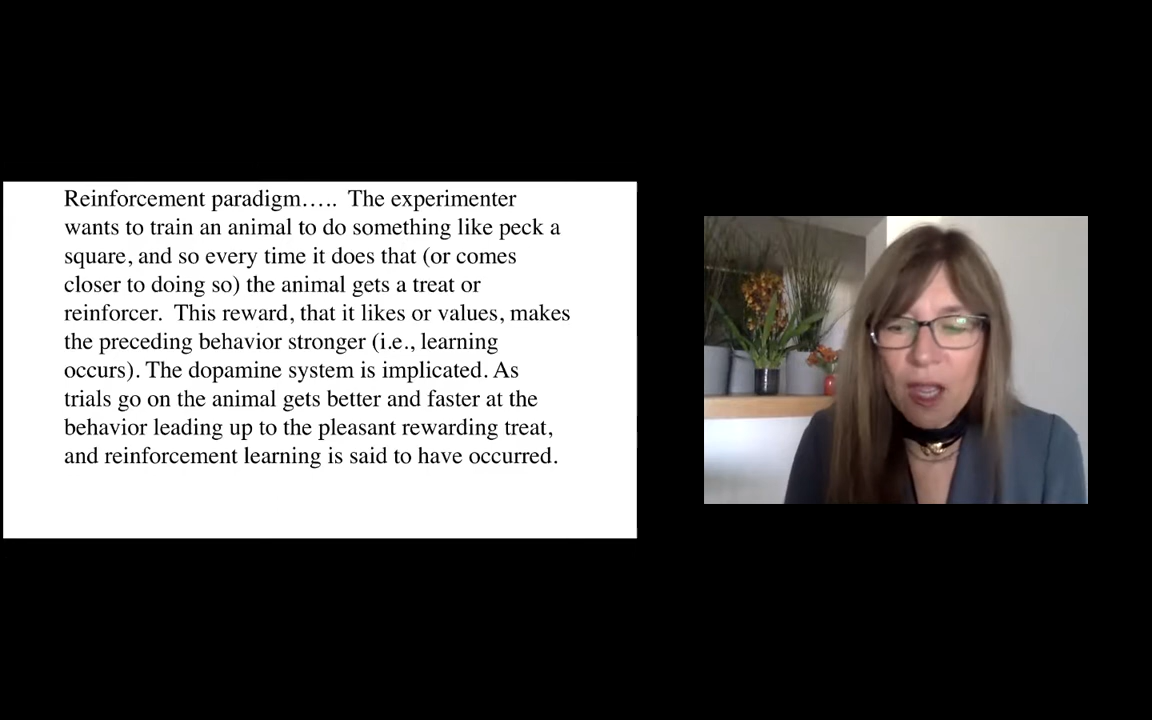 Reinforcement paradigm….. The experimenter
wants to train an animal to do something like peck a
square, and so every time it does that (or comes
closer to doing so) the animal gets a treat or
reinforcer. This reward, that it likes or values, makes
the preceding behavior stronger (i.e., learning
occurs). The dopamine system is implicated. As
trials go on the animal gets better and faster at the
behavior leading up to the pleasant rewarding treat,
and reinforcement learning is said to have occurred.